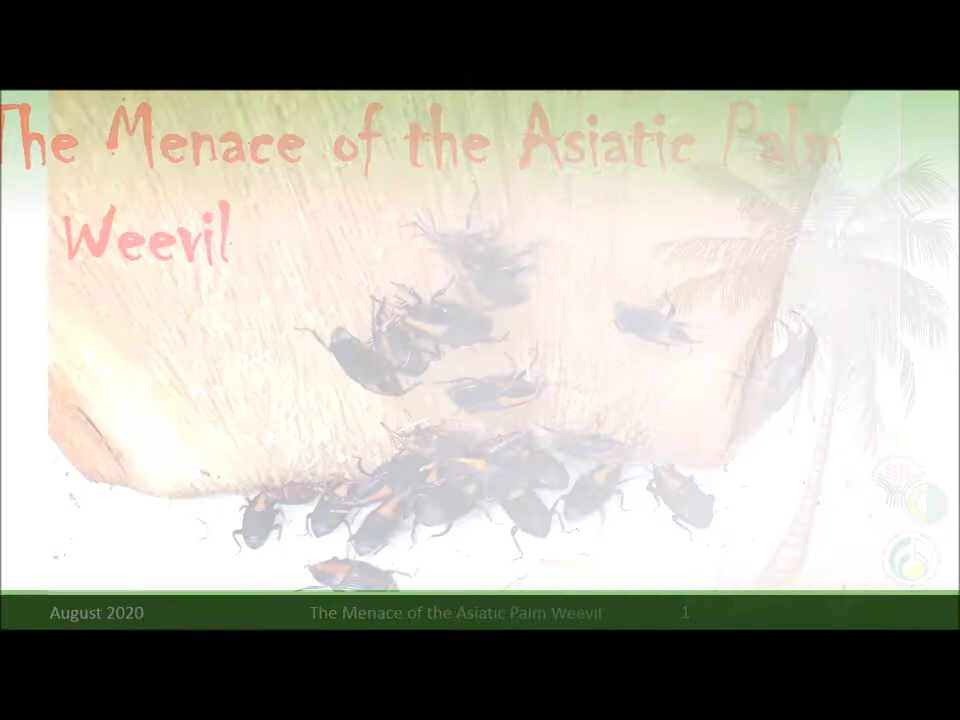 The Menace of the Asiatic Palm
Weevil
August 2020 The Menace of the Asiatic Palm Weevil 1